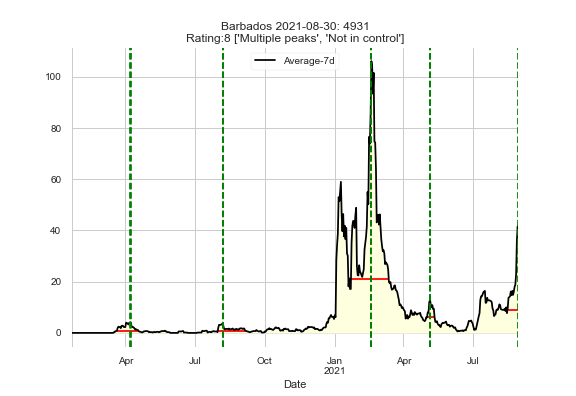 Barbados 2021-08-30: 4931
Rating:8 ['Multiple peaks', 'Not in control']
Average-7d
100
80
60
40
20
0
Apr Jul Oct Jan Apr Jul
2021
Date